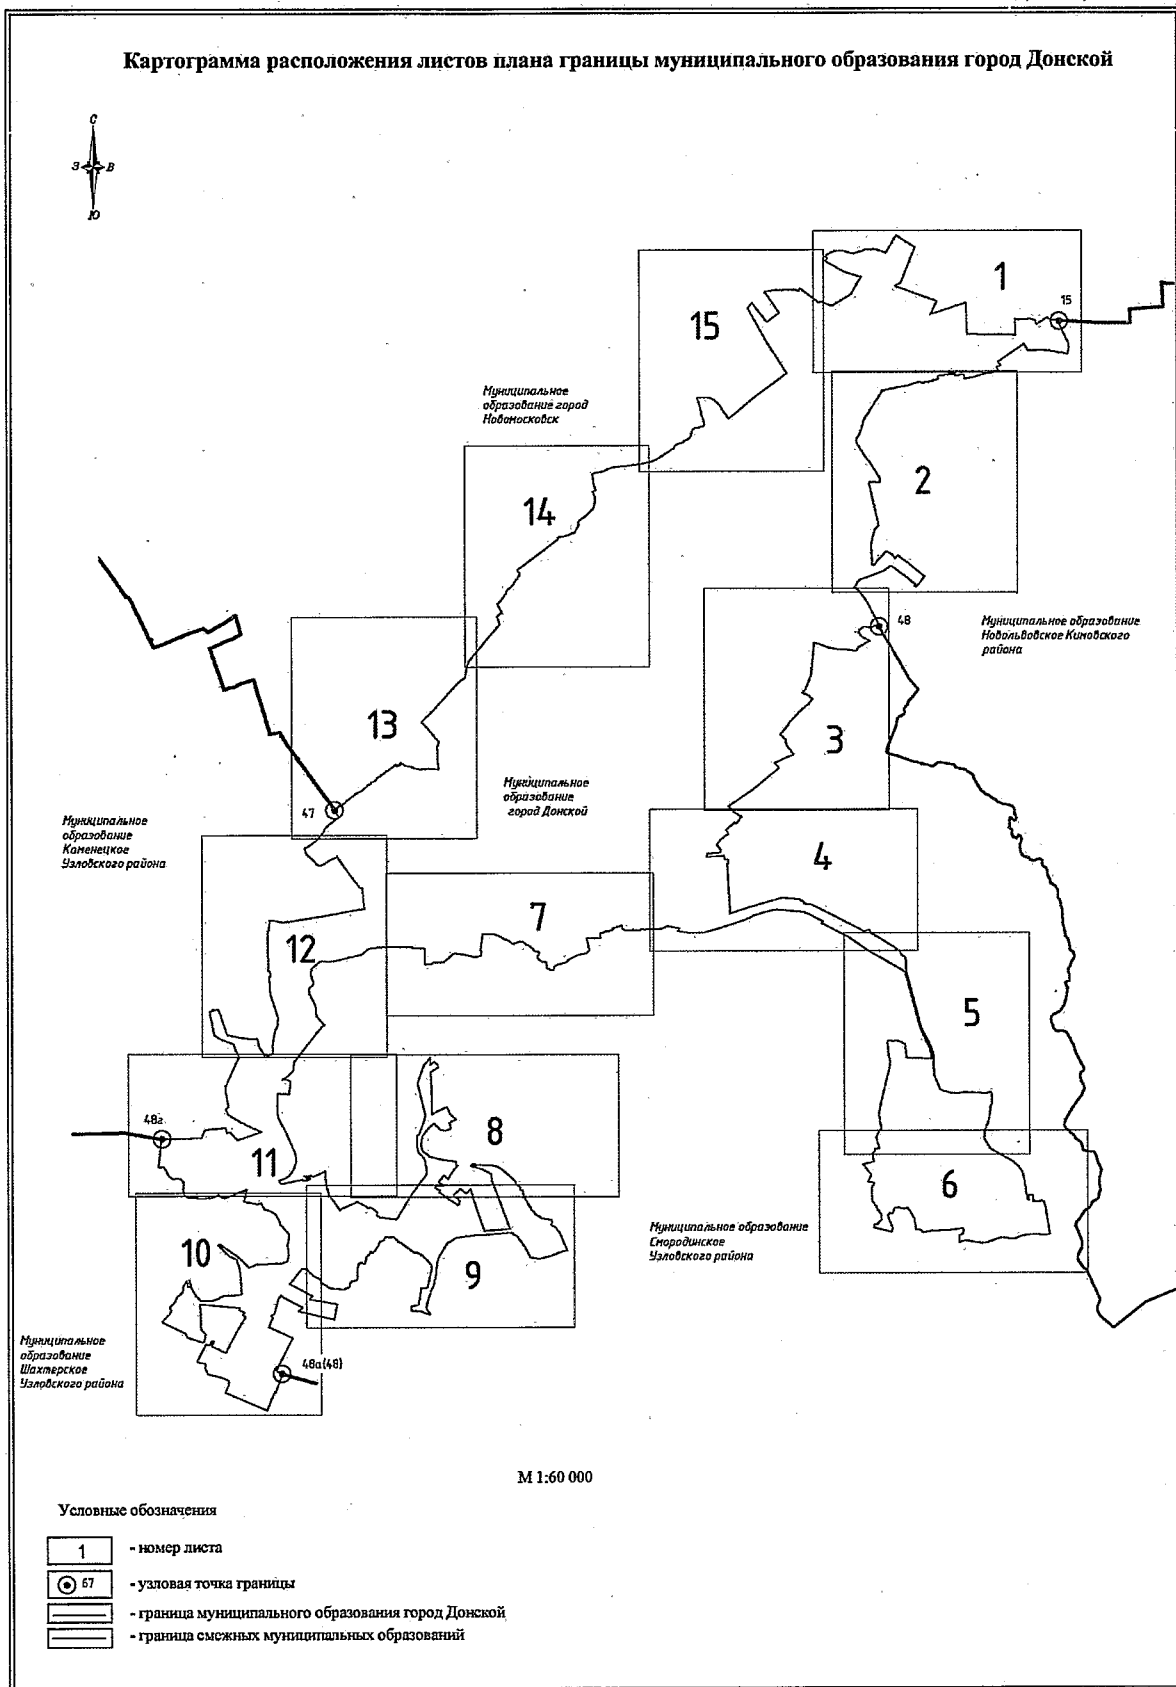 Картограмма расположения листов плана границы муниципального образования город Донской
С
З В
Ю
1
15
15
Муниципальное
образование город
Новомосковск
2
14
48
Муниципальное образование
Новольвовское Кимовского
района
13
3
47
Муниципальное
образование
город Донской
Муниципальное
образование
Каменецкое
Узловского района
4
7
12
5
48г
8
11
6
Муниципальное образование
Смородинское
Узловского района
10
9
Муниципальное
образование
Шахтерское
Узловского района
48а(48)
М 1:60 000
Условные обозначения
1 - номер листа
67 - узловая точка границы
- граница муниципального образования город Донской
- граница смежных муниципальных образований